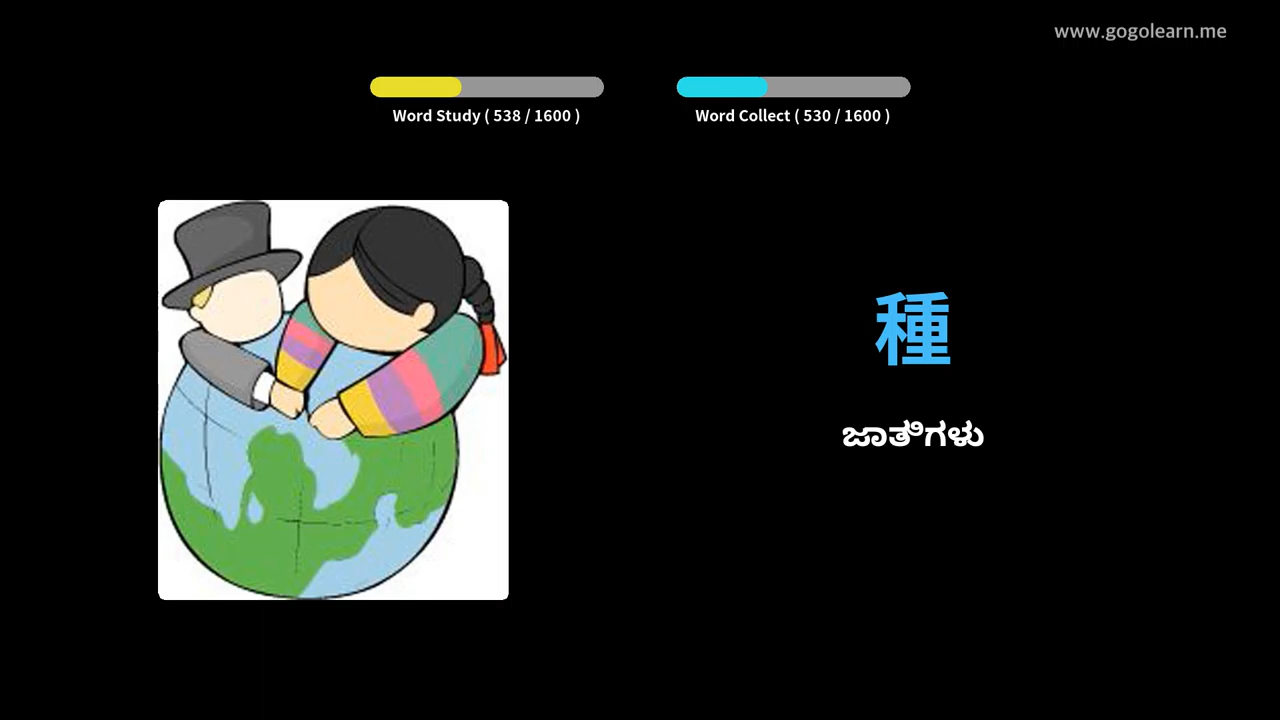 www.gogolearn.me
Word Study ( 538 / 1600 )
Word Collect ( 530 / 1600 )
種
ಜಾತಿಗಳು